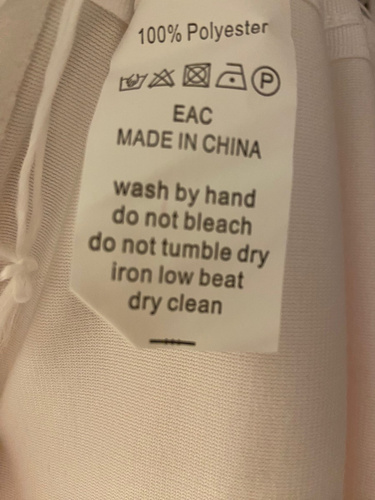 100% Polyester
P
EAC
MADE IN CHINA
wash by hand
do not bleach
do not tumble dry
iron low beat
dry clean